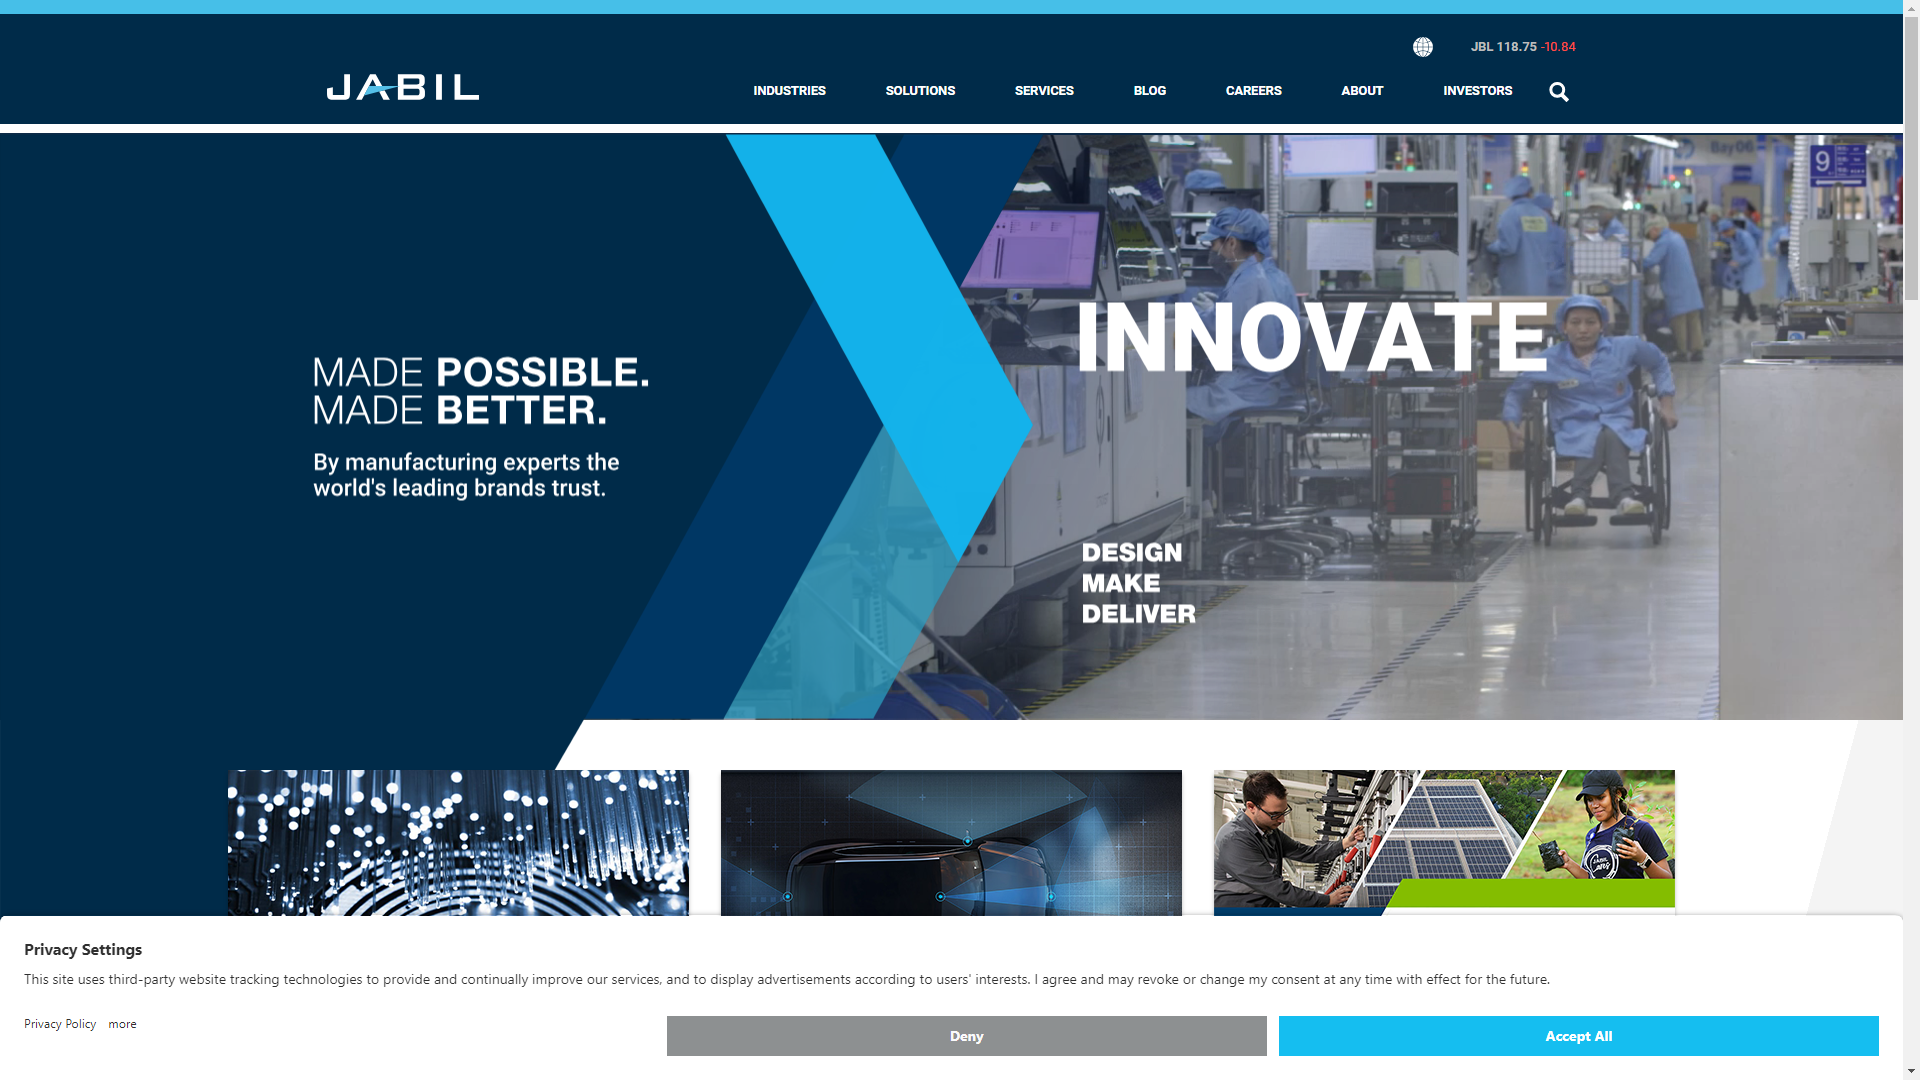 JBL 118.75 -10.84
JABIL
INDUSTRIES SOLUTIONS SERVICES BLOG CAREERS ABOUT INVESTORS
Bay06
9
MADE POSSIBLE.
MADE BETTER.
By manufacturing experts the
world's leading brands trust.
INNOVATE
DESIGN
MAKE
DELIVER
JABIL
Cares
Privacy Settings
This site uses third-party website tracking technologies to provide and continually improve our services, and to display advertisements according to users' interests. I agree and may revoke or change my consent at any time with effect for the future.
Privacy Policy more
Deny
Accept All